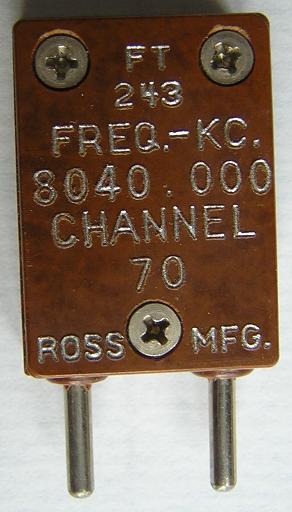 FT
243
FREQ.-KC.
8040.000
CHANNEL
70
ROSS MFG.